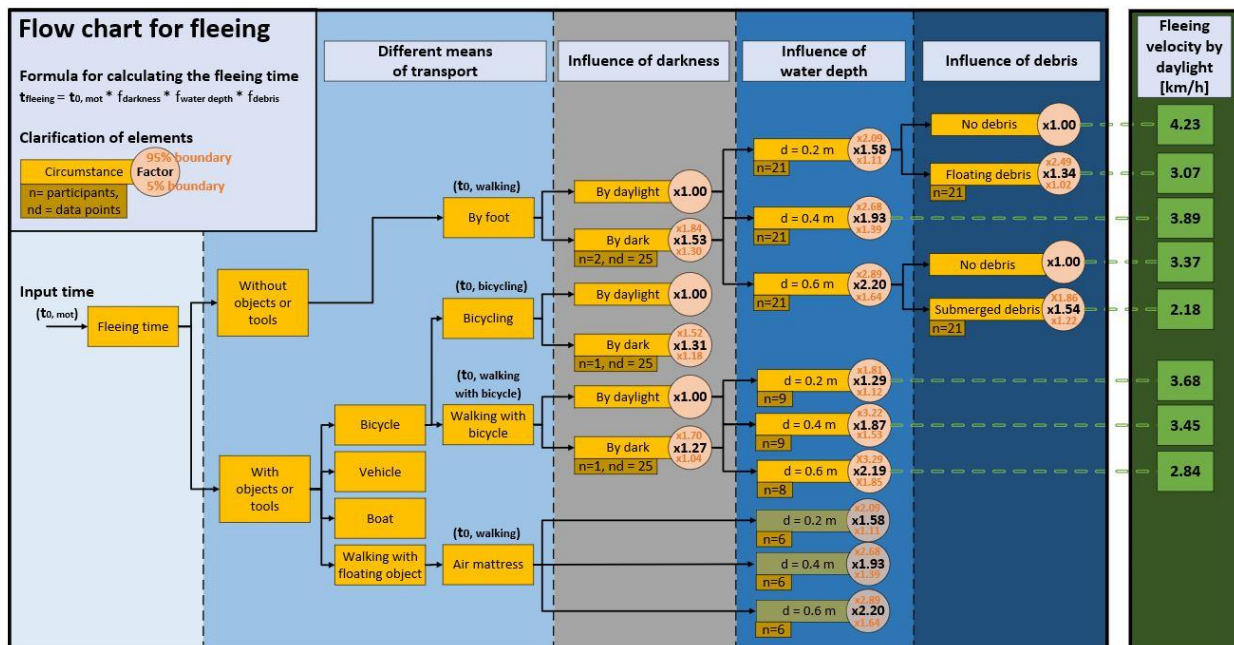 Flow chart for fleeing
Formula for calculating the fleeing time
tfleeing = t0, mot * fdarkness * fwater depth * fdebris
Clarification of elements
95% boundary
Circumstance
Factor
5% boundary
n= participants,
nd = data points
Input time
(t0, mot)
Fleeing time
Different means
of transport
Without
objects or
tools
With
objects or
tools
(t0, walking)
By foot
(t0, bicycling)
Bicycling
(t0, walking
with bicycle)
Bicycle
Walking with
bicycle
Vehicle
Boat
(t0, walking)
Walking with
floating object
Air mattress
Influence of darkness
By daylight
x1.00
x1.84
By dark
x1.53
x1.30
n=2, nd = 25
By daylight
x1.00
x1.52
By dark
x1.31
x1.18
n=1, nd = 25
By daylight
x1.00
x1.70
By dark
x1.27
x1.04
n=1, nd = 25
Influence of
water depth
x2.09
d = 0.2 m
x1.58
x1.11
n=21
x2.68
d = 0.4 m
x1.93
x1.39
n=21
x2.89
d = 0.6 m
x2.20
x1.64
n=21
x1.81
d = 0.2 m
x1.29
x1.12
n=9
x3.22
d = 0.4 m
x1.87
x1.53
n=9
X3.29
d = 0.6 m
x2.19
X1.85
n=8
x2.09
d = 0.2 m
x1.58
x1.11
n=6
x2.68
d = 0.4 m
x1.93
x1.39
n=6
x2.89
d = 0.6 m
x2.20
x1.64
n=6
Influence of debris
No debris
x1.00
x2.49
Floating debris
x1.34
x1.02
n=21
No debris
x1.00
X1.86
Submerged debris
x1.54
x1.22
n=21
Fleeing
velocity by
daylight
[km/h]
4.23
3.07
3.89
3.37
2.18
3.68
3.45
2.84